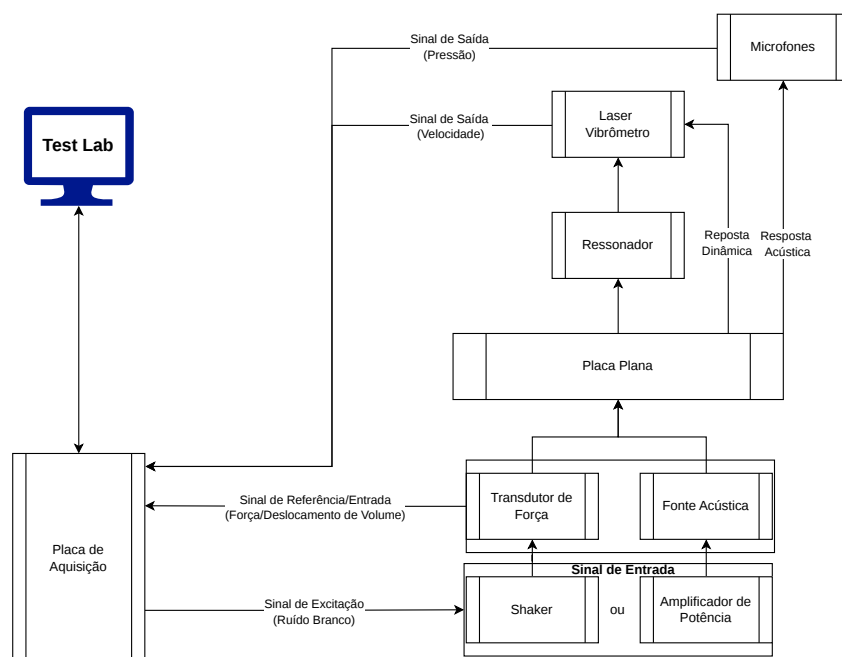 Sinal de Saída
(Pressão)
Microfones
Test Lab
Sinal de Saída
(Velocidade)
Laser
Vibrômetro
Ressonador
Reposta
Dinâmica
Resposta
Acústica
Placa Plana
Sinal de Referência/Entrada
(Força/Deslocamento de Volume)
Transdutor de
Força
Fonte Acústica
Placa de
Aquisição
Sinal de Entrada
Sinal de Excitação
(Ruído Branco)
Shaker
ou
Amplificador de
Potência